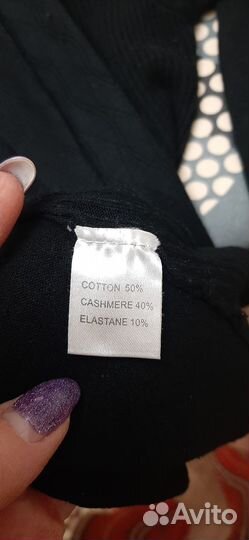 COTTON 50%
CASHMERE 40%
ELASTANE 10%
Avito